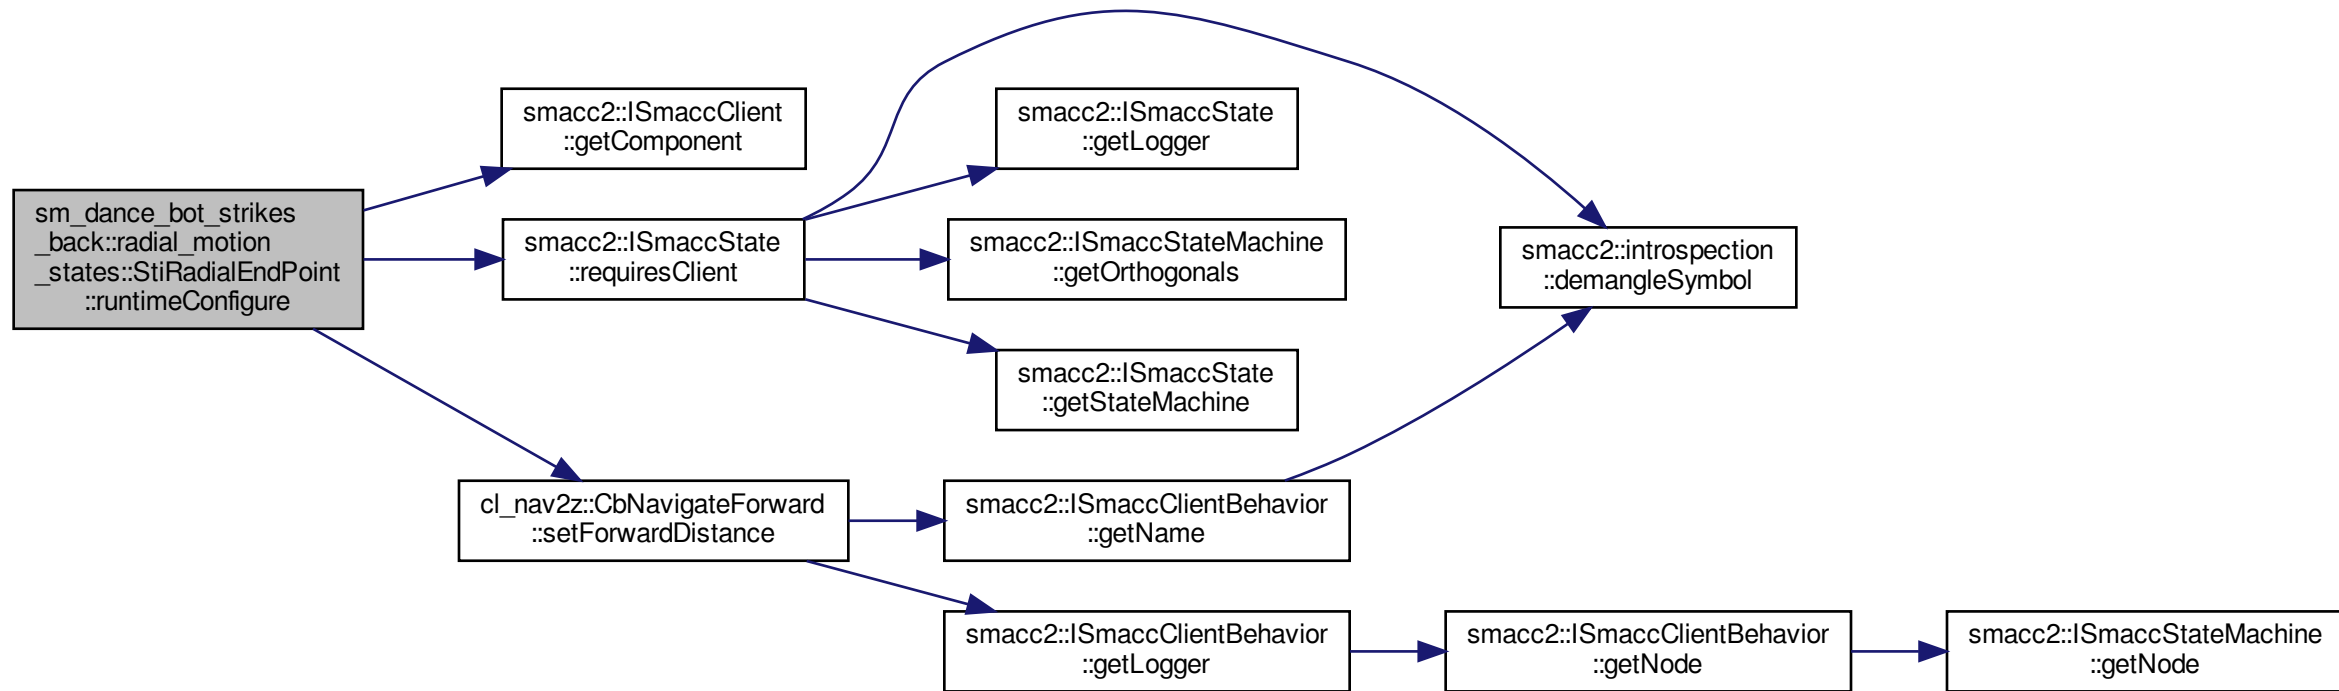 sm_dance_bot_strikes
_back::radial_motion
_states::StiRadialEndPoint
::runtimeConfigure
smacc2::ISmaccClient
::getComponent
smacc2::ISmaccState
::requiresClient
cl_nav2z::CbNavigateForward
::setForwardDistance
smacc2::ISmaccState
::getLogger
smacc2::ISmaccStateMachine
::getOrthogonals
smacc2::ISmaccState
::getStateMachine
smacc2::ISmaccClientBehavior
::getName
smacc2::ISmaccClientBehavior
::getLogger
smacc2::introspection
::demangleSymbol
smacc2::ISmaccClientBehavior
::getNode
smacc2::ISmaccStateMachine
::getNode